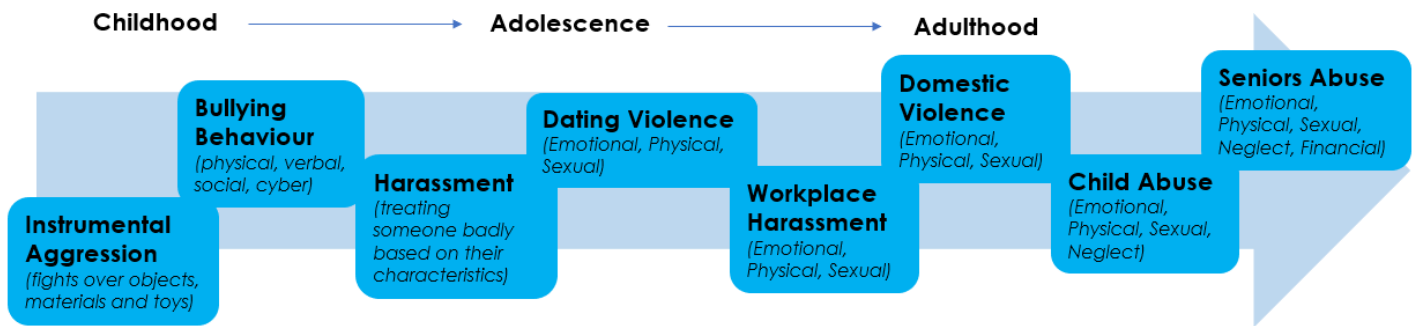 Childhood
Adolescence
Adulthood
Instrumental
Aggression
(fights over objects,
materials and toys)
Bullying
Behaviour
(physical, verbal,
social, cyber)
Harassment
(treating
someone badly
based on their
characteristics)
Dating Violence
(Emotional, Physical,
Sexual)
Workplace
Harassment
(Emotional,
Physical, Sexual)
Domestic
Violence
(Emotional,
Physical, Sexual)
Child Abuse
(Emotional,
Physical, Sexual,
Neglect)
Seniors Abuse
(Emotional,
Physical, Sexual,
Neglect, Financial)